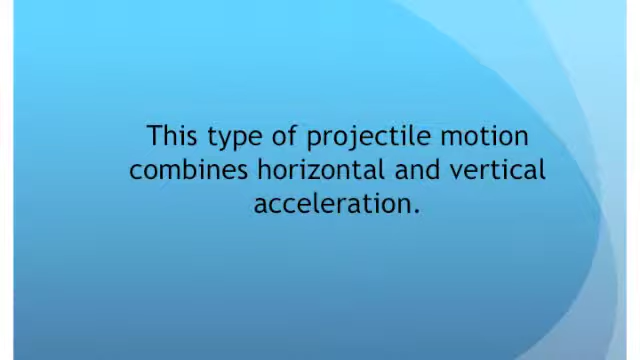 This type of projectile motion
combines horizontal and vertical
acceleration.